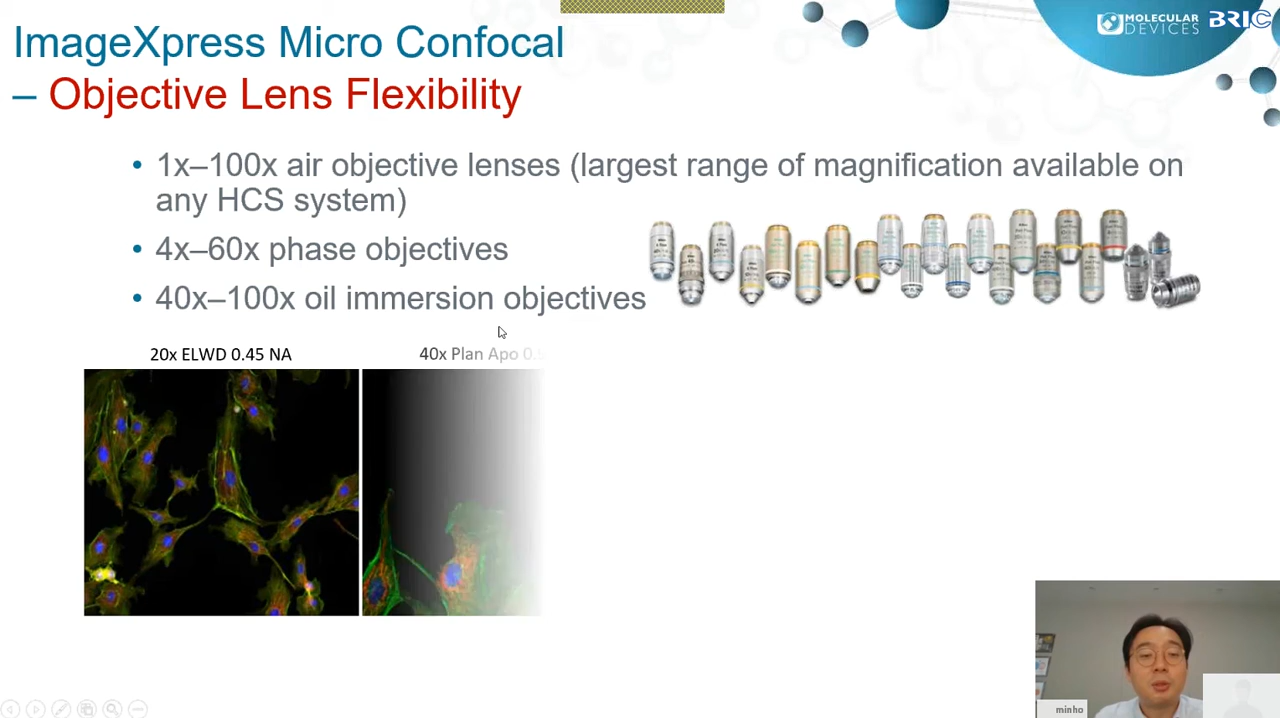 ImageXpress Micro Confocal
– Objective Lens Flexibility
MOLECULAR
DEVICES
BRIC
• 1x–100x air objective lenses (largest range of magnification available on
any HCS system)
• 4x–60x phase objectives
• 40x–100x oil immersion objectives
20x ELWD 0.45 NA
40x Plan Apo 0.
minho